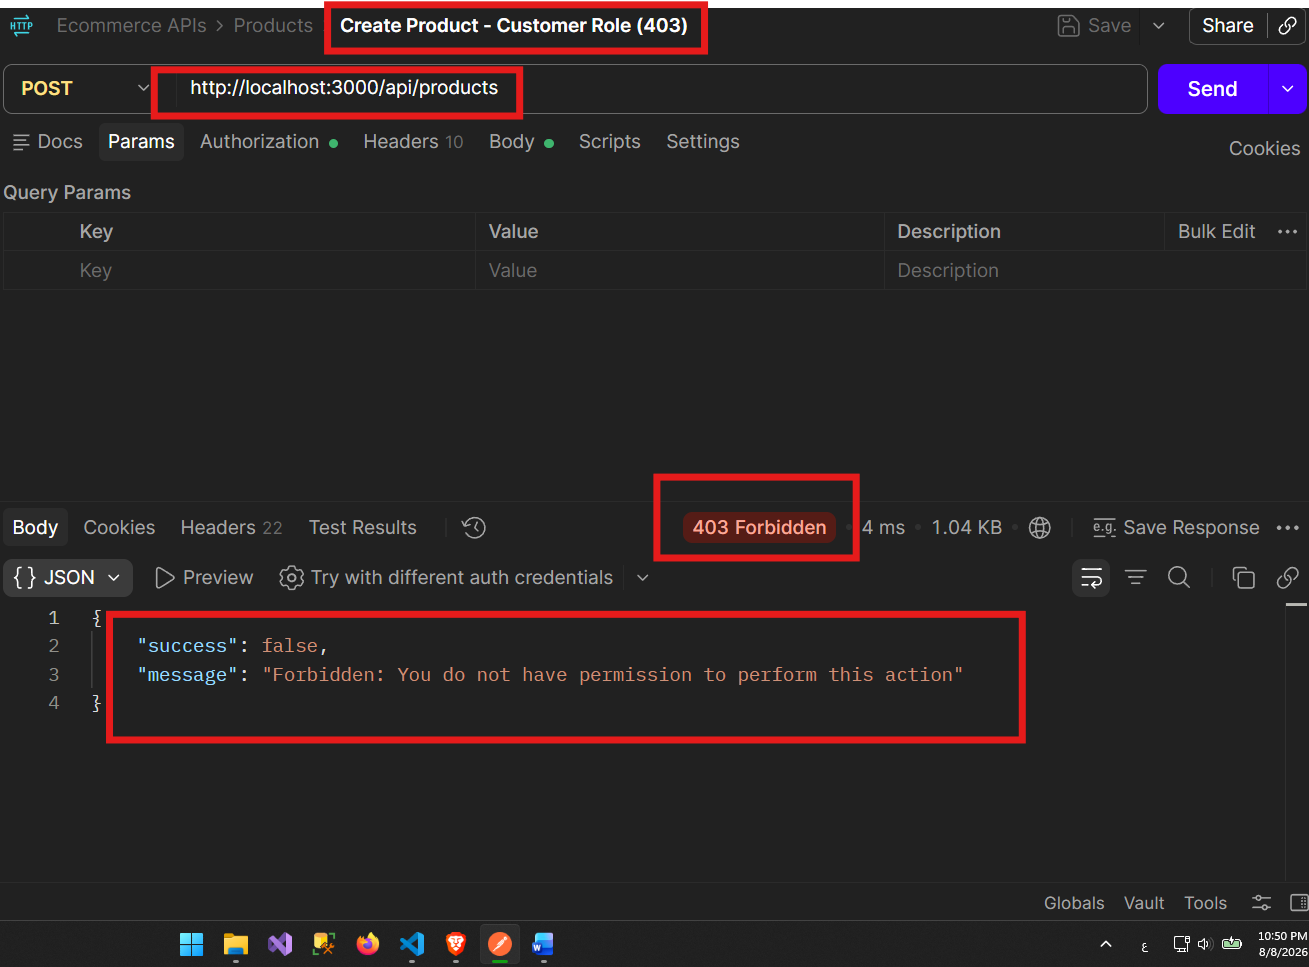 HTTP Ecommerce APIs > Products Create Product - Customer Role (403) Save Share
POST http://localhost:3000/api/products Send
Docs Params Authorization Headers 10 Body Scripts Settings Cookies
Query Params
Key Value Description Bulk Edit
Key Value Description
Body Cookies Headers 22 Test Results 403 Forbidden 4 ms 1.04 KB e.g. Save Response
{} JSON Preview Try with different auth credentials
1 {
2 "success": false,
3 "message": "Forbidden: You do not have permission to perform this action"
4 }
Globals Vault Tools
ع 10:50 PM
8/8/2026